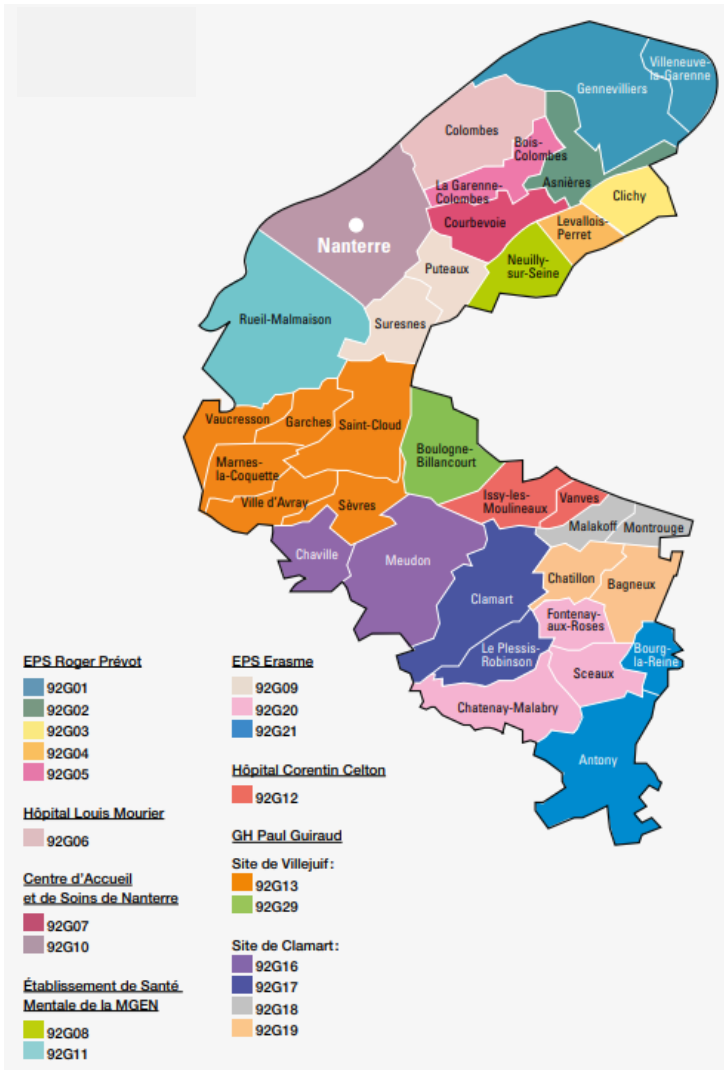 Villeneuve-
la-Garenne
Gennevilliers
Colombes
Bois-
Colombes
Asnières
La Garenne-
Colombes
Clichy
Courbevoie
Levallois-
Perret
Nanterre
Neuilly-
sur-Seine
Puteaux
Rueil-Malmaison
Suresnes
Vaucresson
Garches
Saint-Cloud
Boulogne-
Billancourt
Marnes-
la-Coquette
Ville d'Avray
Sèvres
Issy-les-
Moulineaux
Vanves
Malakoff
Montrouge
Chaville
Meudon
Chatillon
Bagneux
Clamart
Fontenay-
aux-Roses
Le Plessis-
Robinson
Bourg-
la-Reine
Sceaux
Chatenay-Malabry
Antony
EPS Roger Prévot
92G01
92G02
92G03
92G04
92G05
Hôpital Louis Mourier
92G06
Centre d'Accueil
et de Soins de Nanterre
92G07
92G10
Établissement de Santé
Mentale de la MGEN
92G08
92G11
EPS Erasme
92G09
92G20
92G21
Hôpital Corentin Celton
92G12
GH Paul Guiraud
Site de Villejuif:
92G13
92G29
Site de Clamart:
92G16
92G17
92G18
92G19